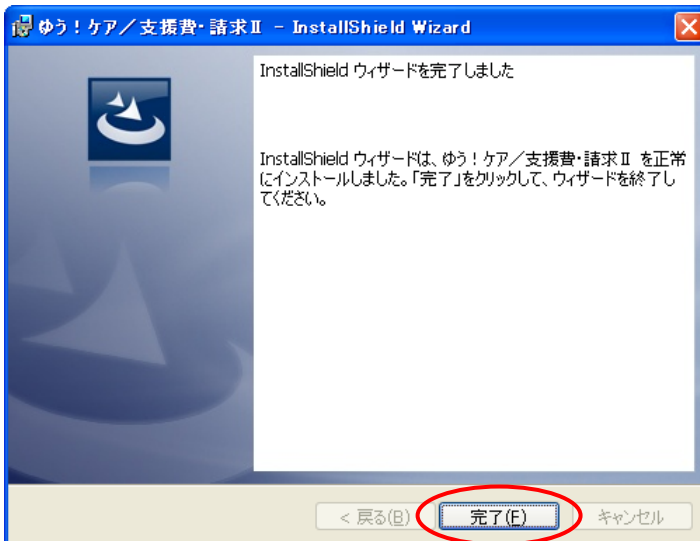 ゆう！ケア／支援費・請求Ⅱ － InstallShield Wizard
InstallShield ウィザードを完了しました
InstallShield ウィザードは、ゆう！ケア／支援費・請求Ⅱ を正常
にインストールしました。「完了」をクリックして、ウィザードを終了し
てください。
< 戻る(B)
完了(F)
キャンセル